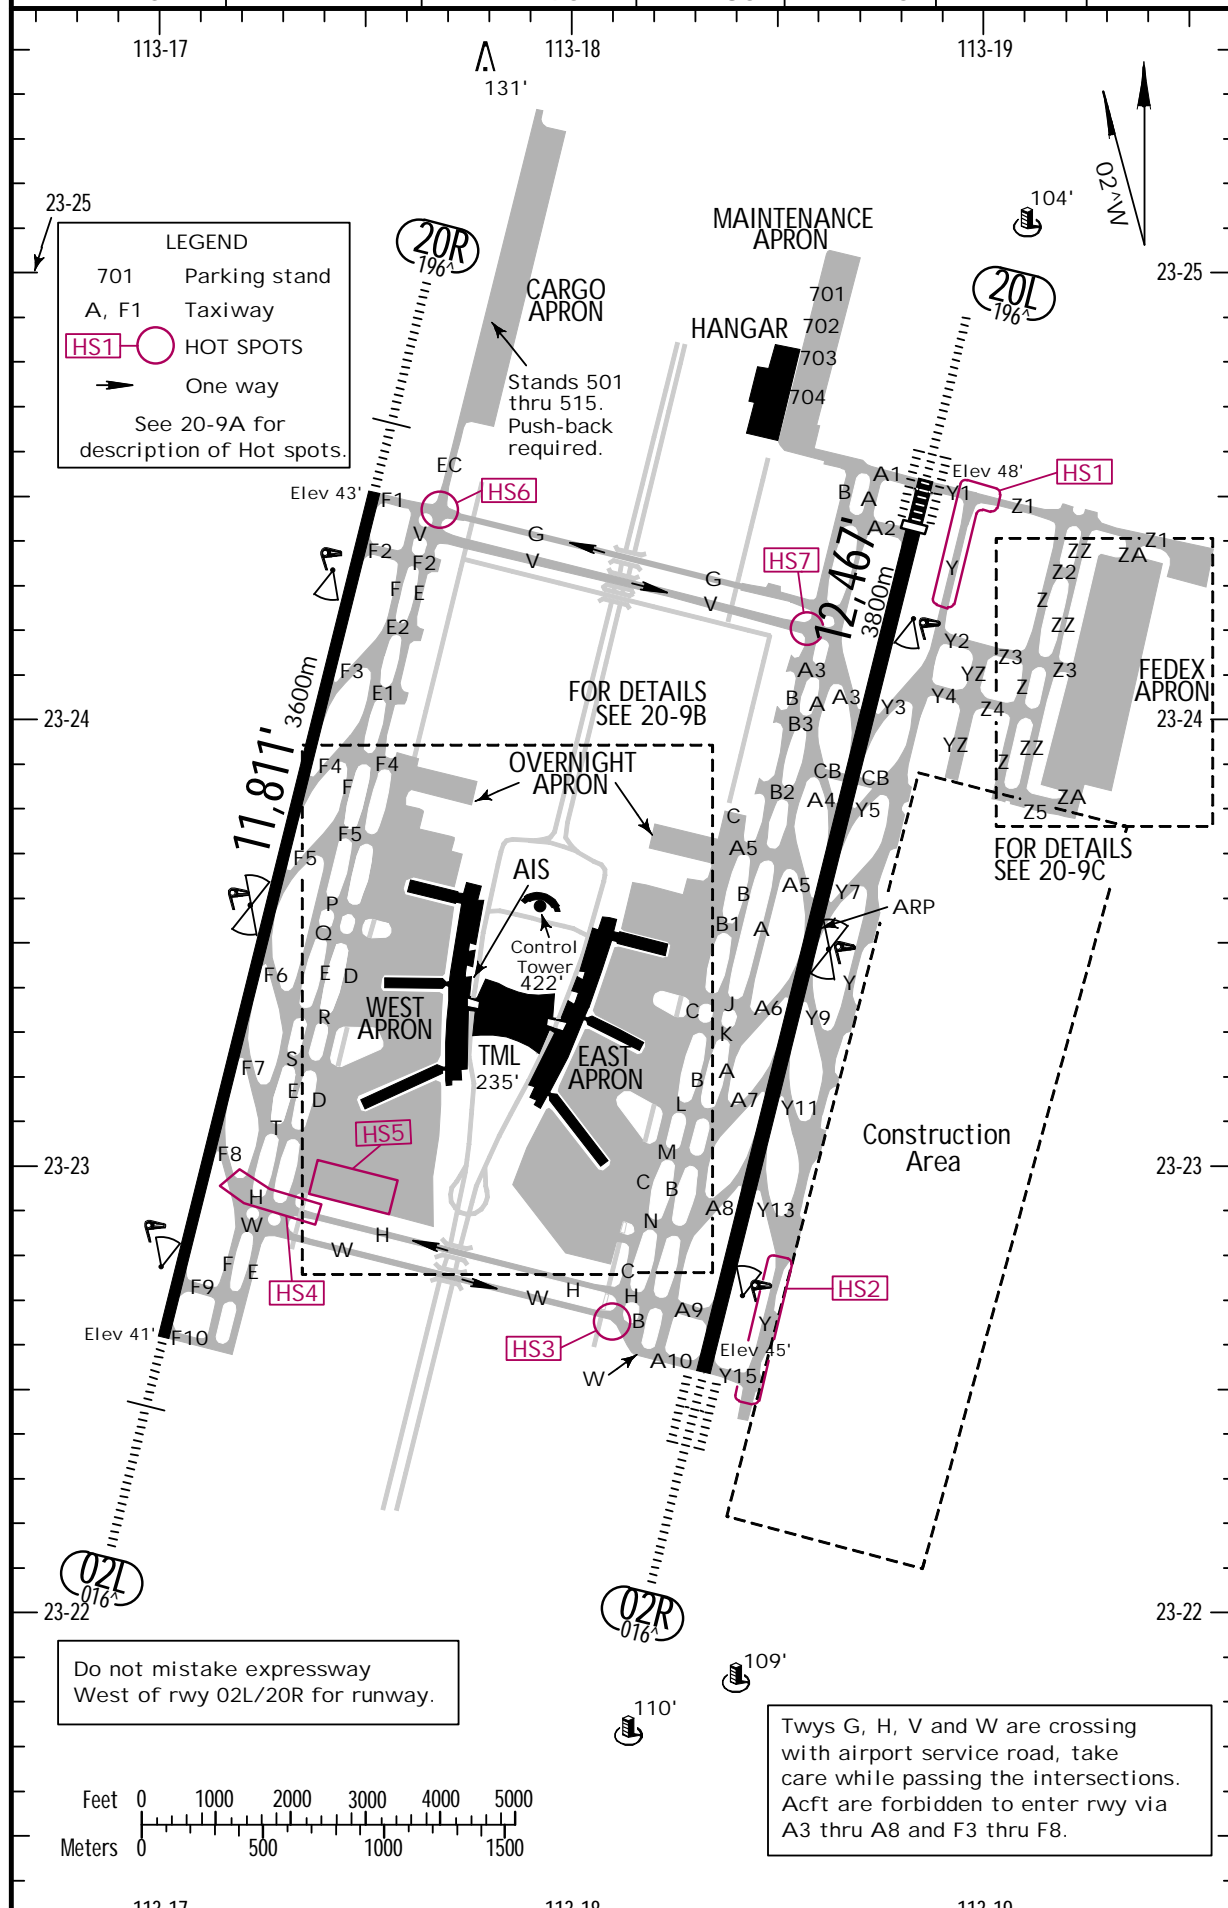 113-17
113-18
113-19
131'
02^W
104'
23-25
23-25
LEGEND
701 Parking stand
A, F1 Taxiway
HS1 HOT SPOTS
One way
See 20-9A for
description of Hot spots.
20R
196^
CARGO
APRON
MAINTENANCE
APRON
701
702
703
704
HANGAR
20L
196^
Stands 501
thru 515.
Push-back
required.
EC
Elev 43'
F1
HS6
A1
Elev 48'
HS1
B
A
Y1
Z1
A2
V
G
V
F2
F2
HS7
12,467'
3800m
G
V
Y
Z1
ZZ
ZA
Z2
F
E
Z
E2
ZZ
Y2
F3
A3
Z3
Z3
YZ
E1
B
A
A3
Y3
Y4
Z
Z4
FEDEX
APRON
11,811'
3600m
FOR DETAILS
SEE 20-9B
B3
23-24
23-24
YZ
ZZ
Z
OVERNIGHT
APRON
F4
F4
F
CB
CB
B2
A4
Y5
ZA
Z5
C
F5
A5
F5
FOR DETAILS
SEE 20-9C
AIS
A5
Y7
P
B
ARP
Q
B1
A
Control
Tower
422'
F6
E
D
Y
WEST
APRON
C
J
A6
Y9
R
K
TML
235'
EAST
APRON
S
F7
A
B
E
D
L
A7
Y11
T
HS5
Construction
Area
F8
M
23-23
23-23
C
B
H
A8
Y13
W
H
N
W
F
E
C
HS4
F9
W
H
H
HS2
A9
B
Y
Elev 41'
F10
HS3
Elev 45'
A10
W
Y15
02L
016^
02R
016^
23-22
23-22
Do not mistake expressway
West of rwy 02L/20R for runway.
109'
110'
Twys G, H, V and W are crossing
with airport service road, take
care while passing the intersections.
Acft are forbidden to enter rwy via
A3 thru A8 and F3 thru F8.
Feet 0 1000 2000 3000 4000 5000
Meters 0 500 1000 1500